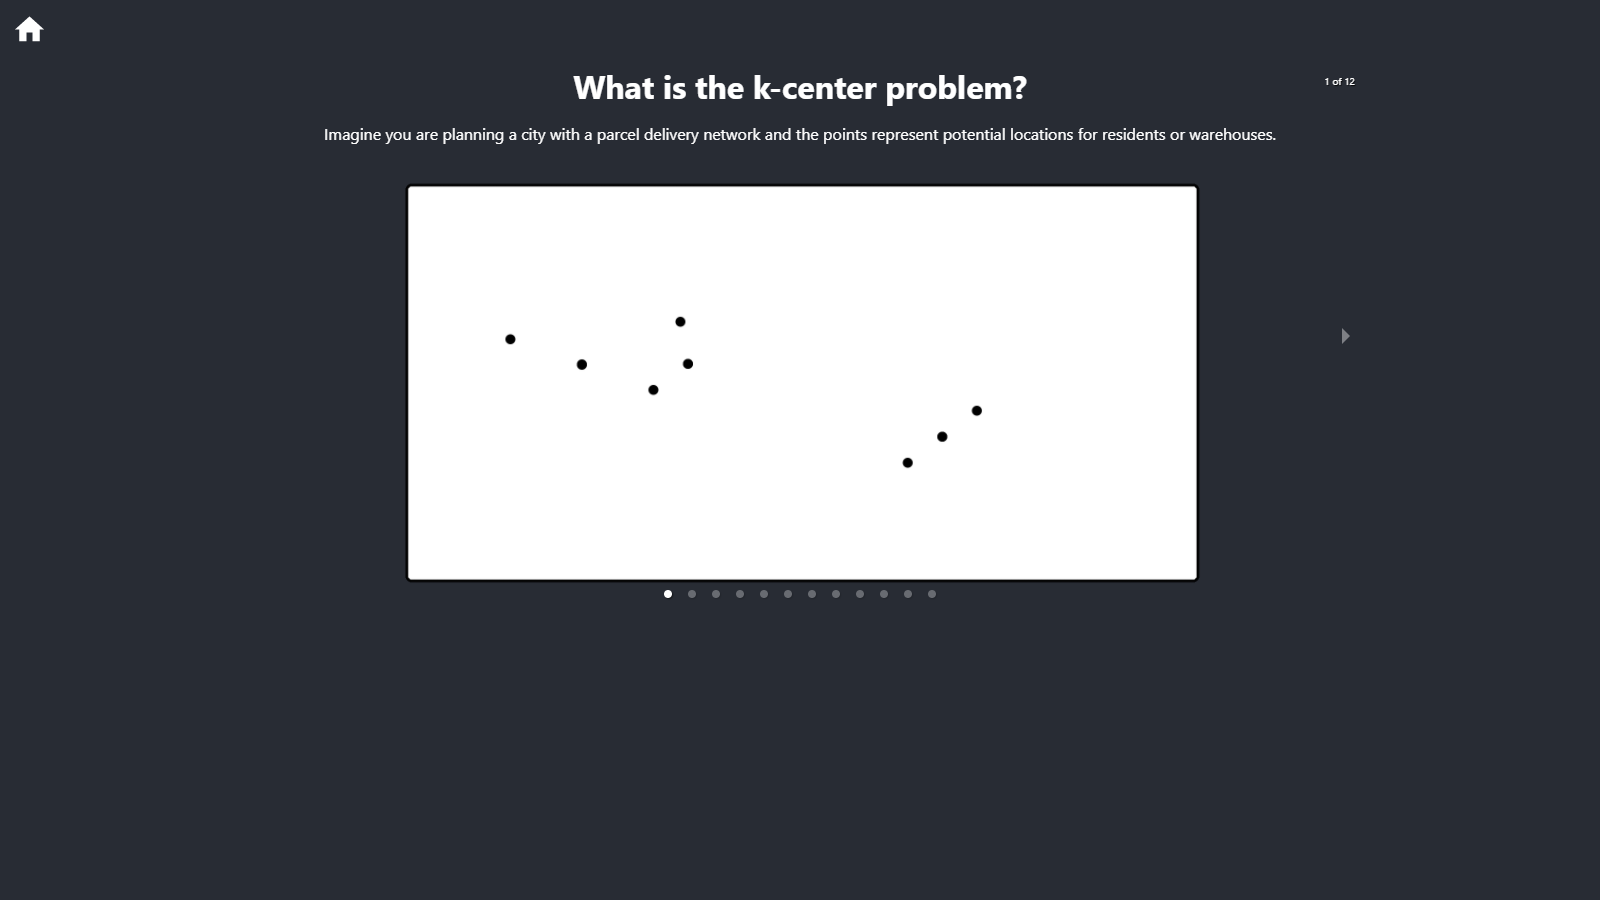 What is the k-center problem?
1 of 12
Imagine you are planning a city with a parcel delivery network and the points represent potential locations for residents or warehouses.